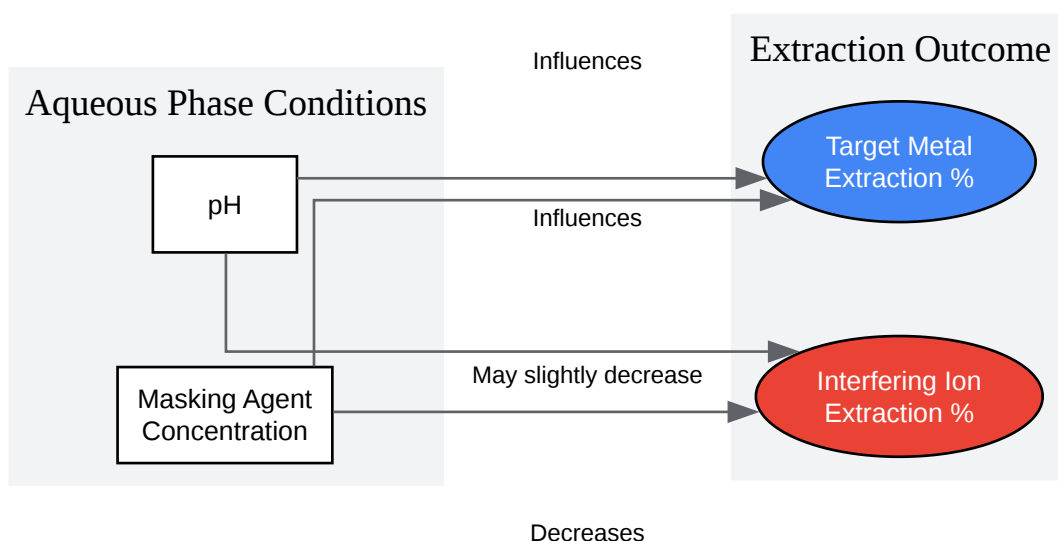 Influences
Extraction Outcome
Aqueous Phase Conditions
Target Metal
Extraction %
pH
Influences
May slightly decrease
Interfering Ion
Extraction %
Masking Agent
Concentration
Decreases